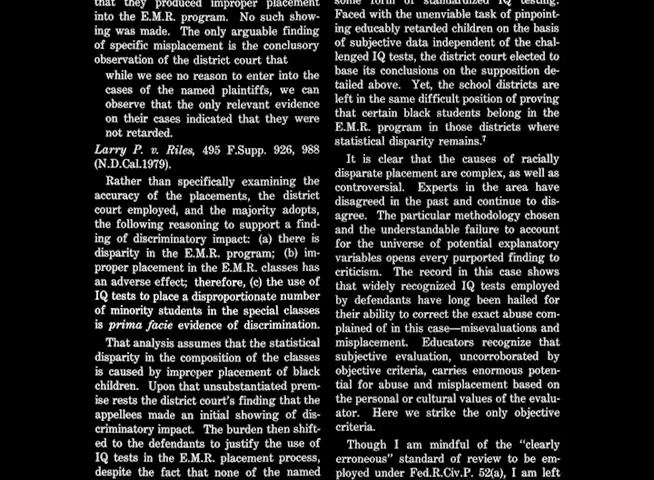 that they produced improper placement
into the E.M.R. program. No such show-
ing was made. The only arguable finding
of specific misplacement is the conclusory
observation of the district court that
while we see no reason to enter into the
cases of the named plaintiffs, we can
observe that the only relevant evidence
on their cases indicated that they were
not retarded.
Larry P. v. Riles, 495 F.Supp. 926, 988
(N.D.Cal.1979).
Rather than specifically examining the
accuracy of the placements, the district
court employed, and the majority adopts,
the following reasoning to support a find-
ing of discriminatory impact: (a) there is
disparity in the E.M.R. program; (b) im-
proper placement in the E.M.R. classes has
an adverse effect; therefore, (c) the use of
IQ tests to place a disproportionate number
of minority students in the special classes
is prima facie evidence of discrimination.
That analysis assumes that the statistical
disparity in the composition of the classes
is caused by improper placement of black
children. Upon that unsubstantiated prem-
ise rests the district court's finding that the
appellees made an initial showing of dis-
criminatory impact. The burden then shift-
ed to the defendants to justify the use of
IQ tests in the E.M.R. placement process,
despite the fact that none of the named
some form of standardized IQ testing.
Faced with the unenviable task of pinpoint-
ing educably retarded children on the basis
of subjective data independent of the chal-
lenged IQ tests, the district court elected to
base its conclusions on the supposition de-
tailed above. Yet, the school districts are
left in the same difficult position of proving
that certain black students belong in the
E.M.R. program in those districts where
statistical disparity remains.7
It is clear that the causes of racially
disparate placement are complex, as well as
controversial. Experts in the area have
disagreed in the past and continue to dis-
agree. The particular methodology chosen
and the understandable failure to account
for the universe of potential explanatory
variables opens every purported finding to
criticism. The record in this case shows
that widely recognized IQ tests employed
by defendants have long been hailed for
their ability to correct the exact abuse com-
plained of in this case—misevaluations and
misplacement. Educators recognize that
subjective evaluation, uncorroborated by
objective criteria, carries enormous poten-
tial for abuse and misplacement based on
the personal or cultural values of the evalu-
ator. Here we strike the only objective
criteria.
Though I am mindful of the "clearly
erroneous" standard of review to be em-
ployed under Fed.R.Civ.P. 52(a), I am left